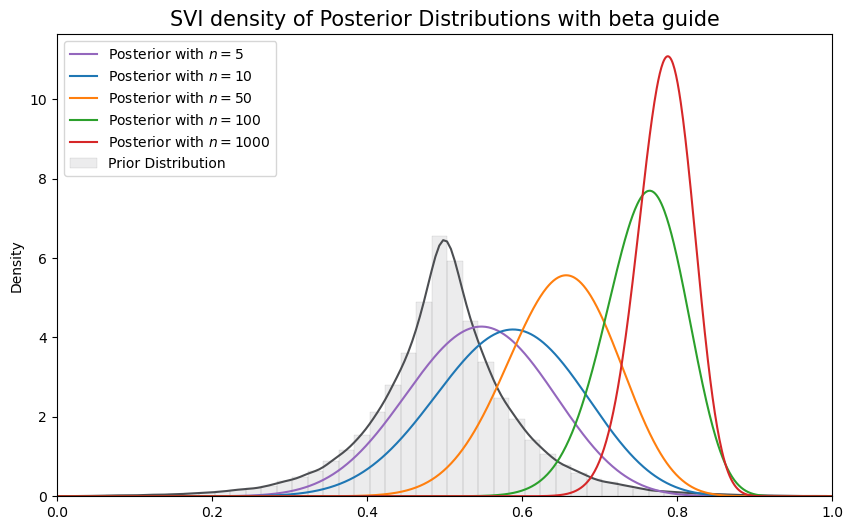 SVI density of Posterior Distributions with beta guide
Posterior with n = 5
Posterior with n = 10
Posterior with n = 50
Posterior with n = 100
Posterior with n = 1000
Prior Distribution
Density
10
8
6
4
2
0
0.0 0.2 0.4 0.6 0.8 1.0